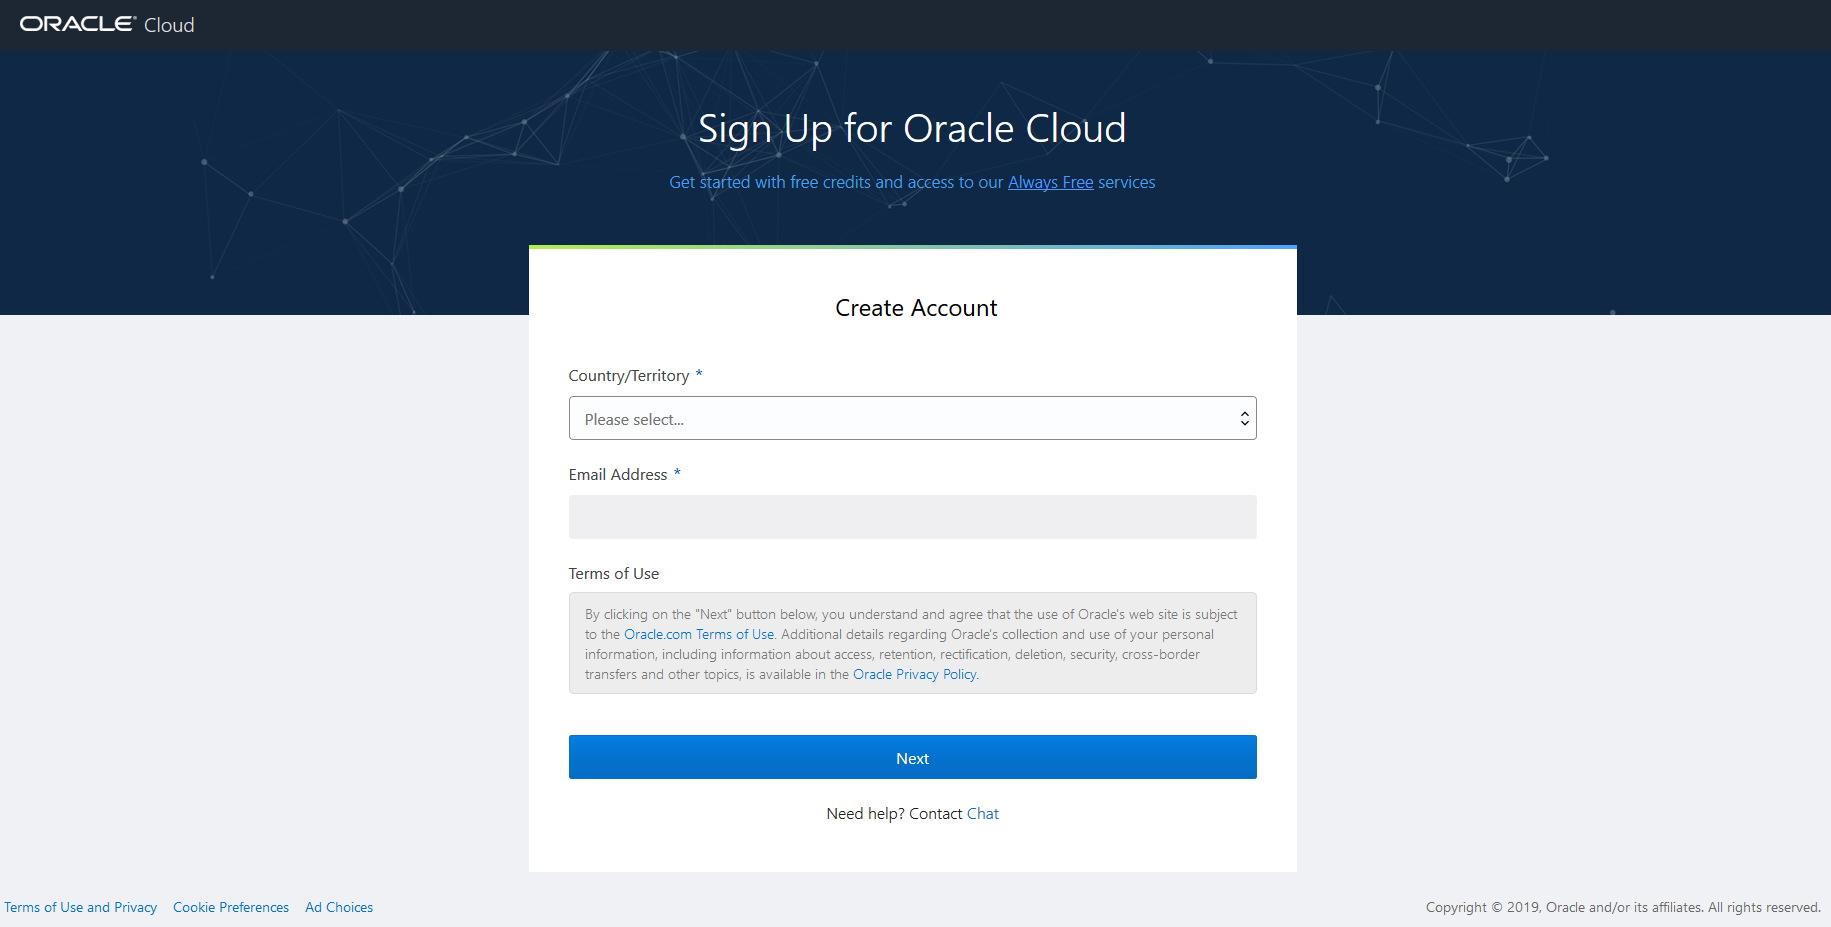 ORACLE® Cloud
Sign Up for Oracle Cloud
Get started with free credits and access to our Always Free services
Create Account
Country/Territory *
Please select...
Email Address *
Terms of Use
By clicking on the "Next" button below, you understand and agree that the use of Oracle's web site is subject
to the Oracle.com Terms of Use. Additional details regarding Oracle's collection and use of your personal
information, including information about access, retention, rectification, deletion, security, cross-border
transfers and other topics, is available in the Oracle Privacy Policy.
Next
Need help? Contact Chat
Terms of Use and Privacy Cookie Preferences Ad Choices
Copyright © 2019, Oracle and/or its affiliates. All rights reserved.